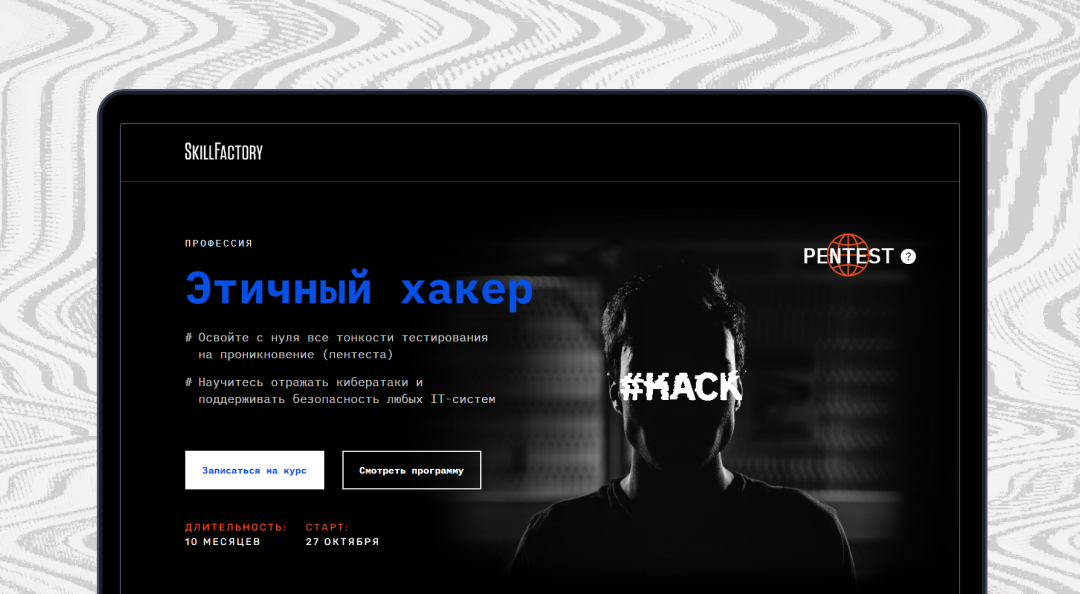 SKILLFACTORY
ПРОФЕССИЯ
PENTEST ?
Этичный хакер
# Освойте с нуля все тонкости тестирования
на проникновение (пентеста)
#HACK
# Научитесь отражать кибератаки и
поддерживать безопасность любых IT-систем
Записаться на курс
Смотреть программу
ДЛИТЕЛЬНОСТЬ:
10 МЕСЯЦЕВ
СТАРТ:
27 ОКТЯБРЯ